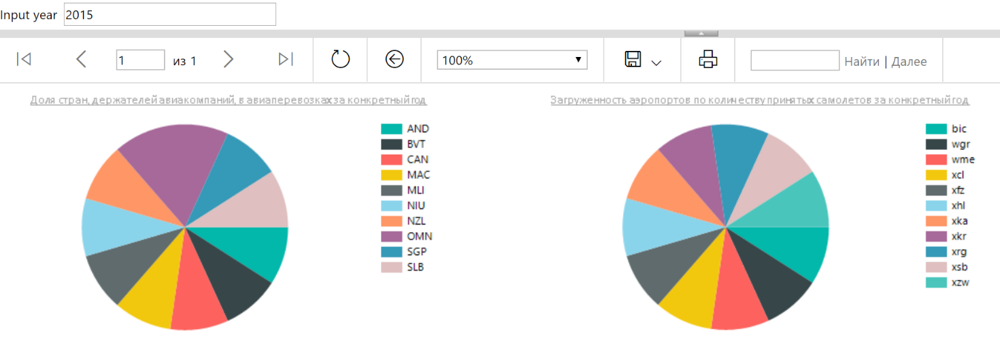 Input year 2015
1 из 1 100% Найти | Далее
Доля стран, держателей авиакомпаний, в авиаперевозках за конкретный год
AND
BVT
CAN
MAC
MLI
NIU
NZL
OMN
SGP
SLB
Загруженность аэропортов по количеству принятых самолетов за конкретный год
bic
wgr
wme
xcl
xfz
xhl
xka
xkr
xrg
xsb
xzw